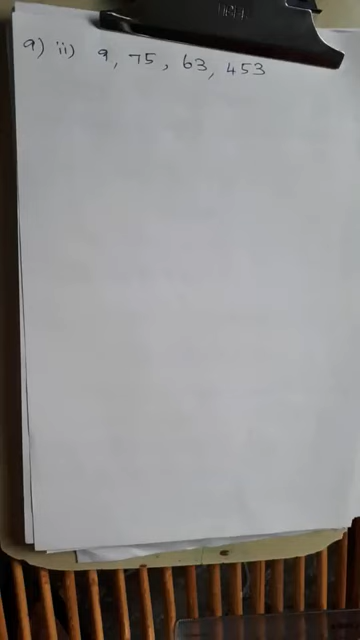 9) ii) 9, 75, 63, 453